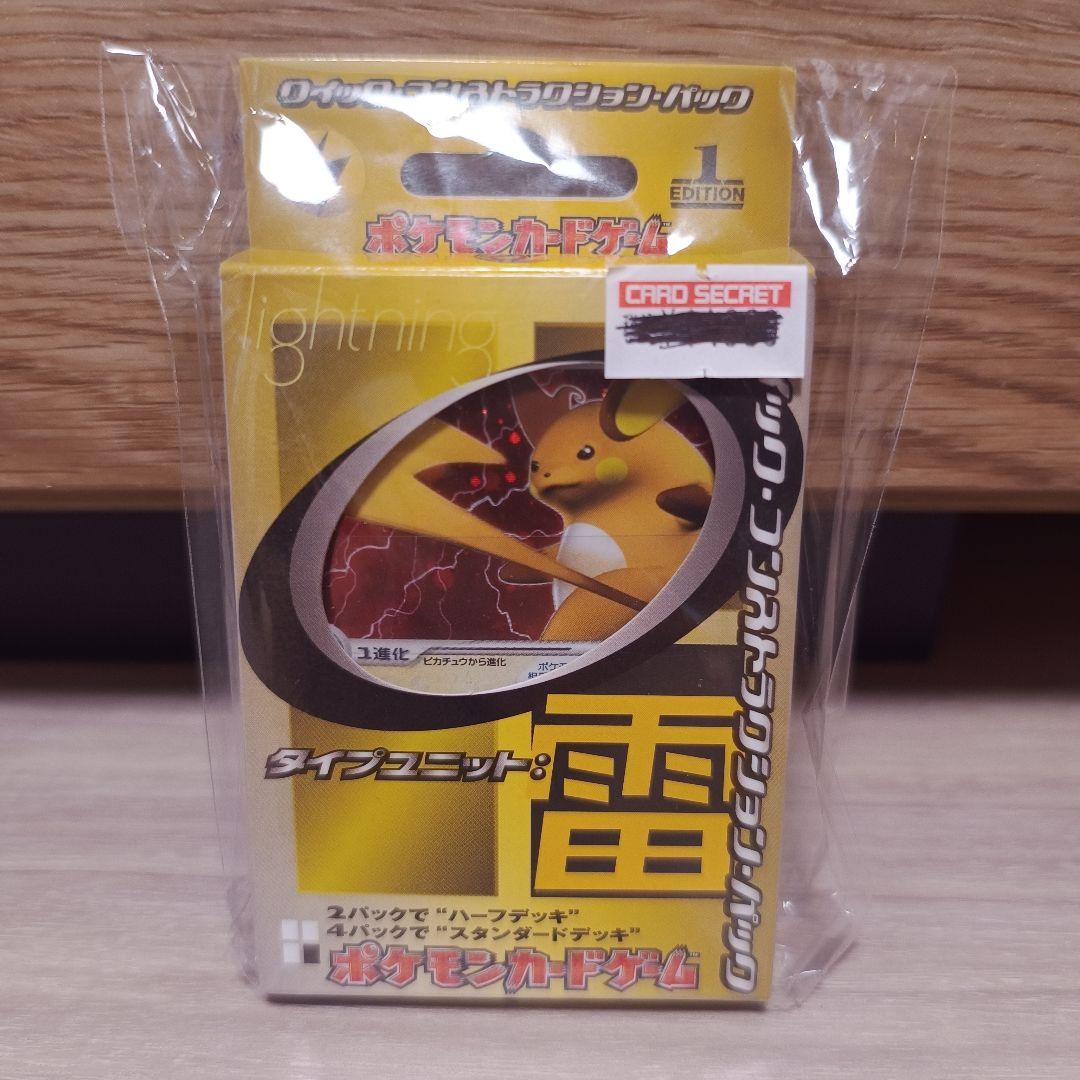 クイック・コンストラクション・パック
1
EDITION
ポケモンカードゲーム
lightning
CARD SECRET
クイック・コンストラクション・パック
1進化
ピカチュウから進化
ポケモ
タイプユニット:
雷
2パックで“ハーフデッキ”
4パックで“スタンダードデッキ”
ポケモンカードゲーム